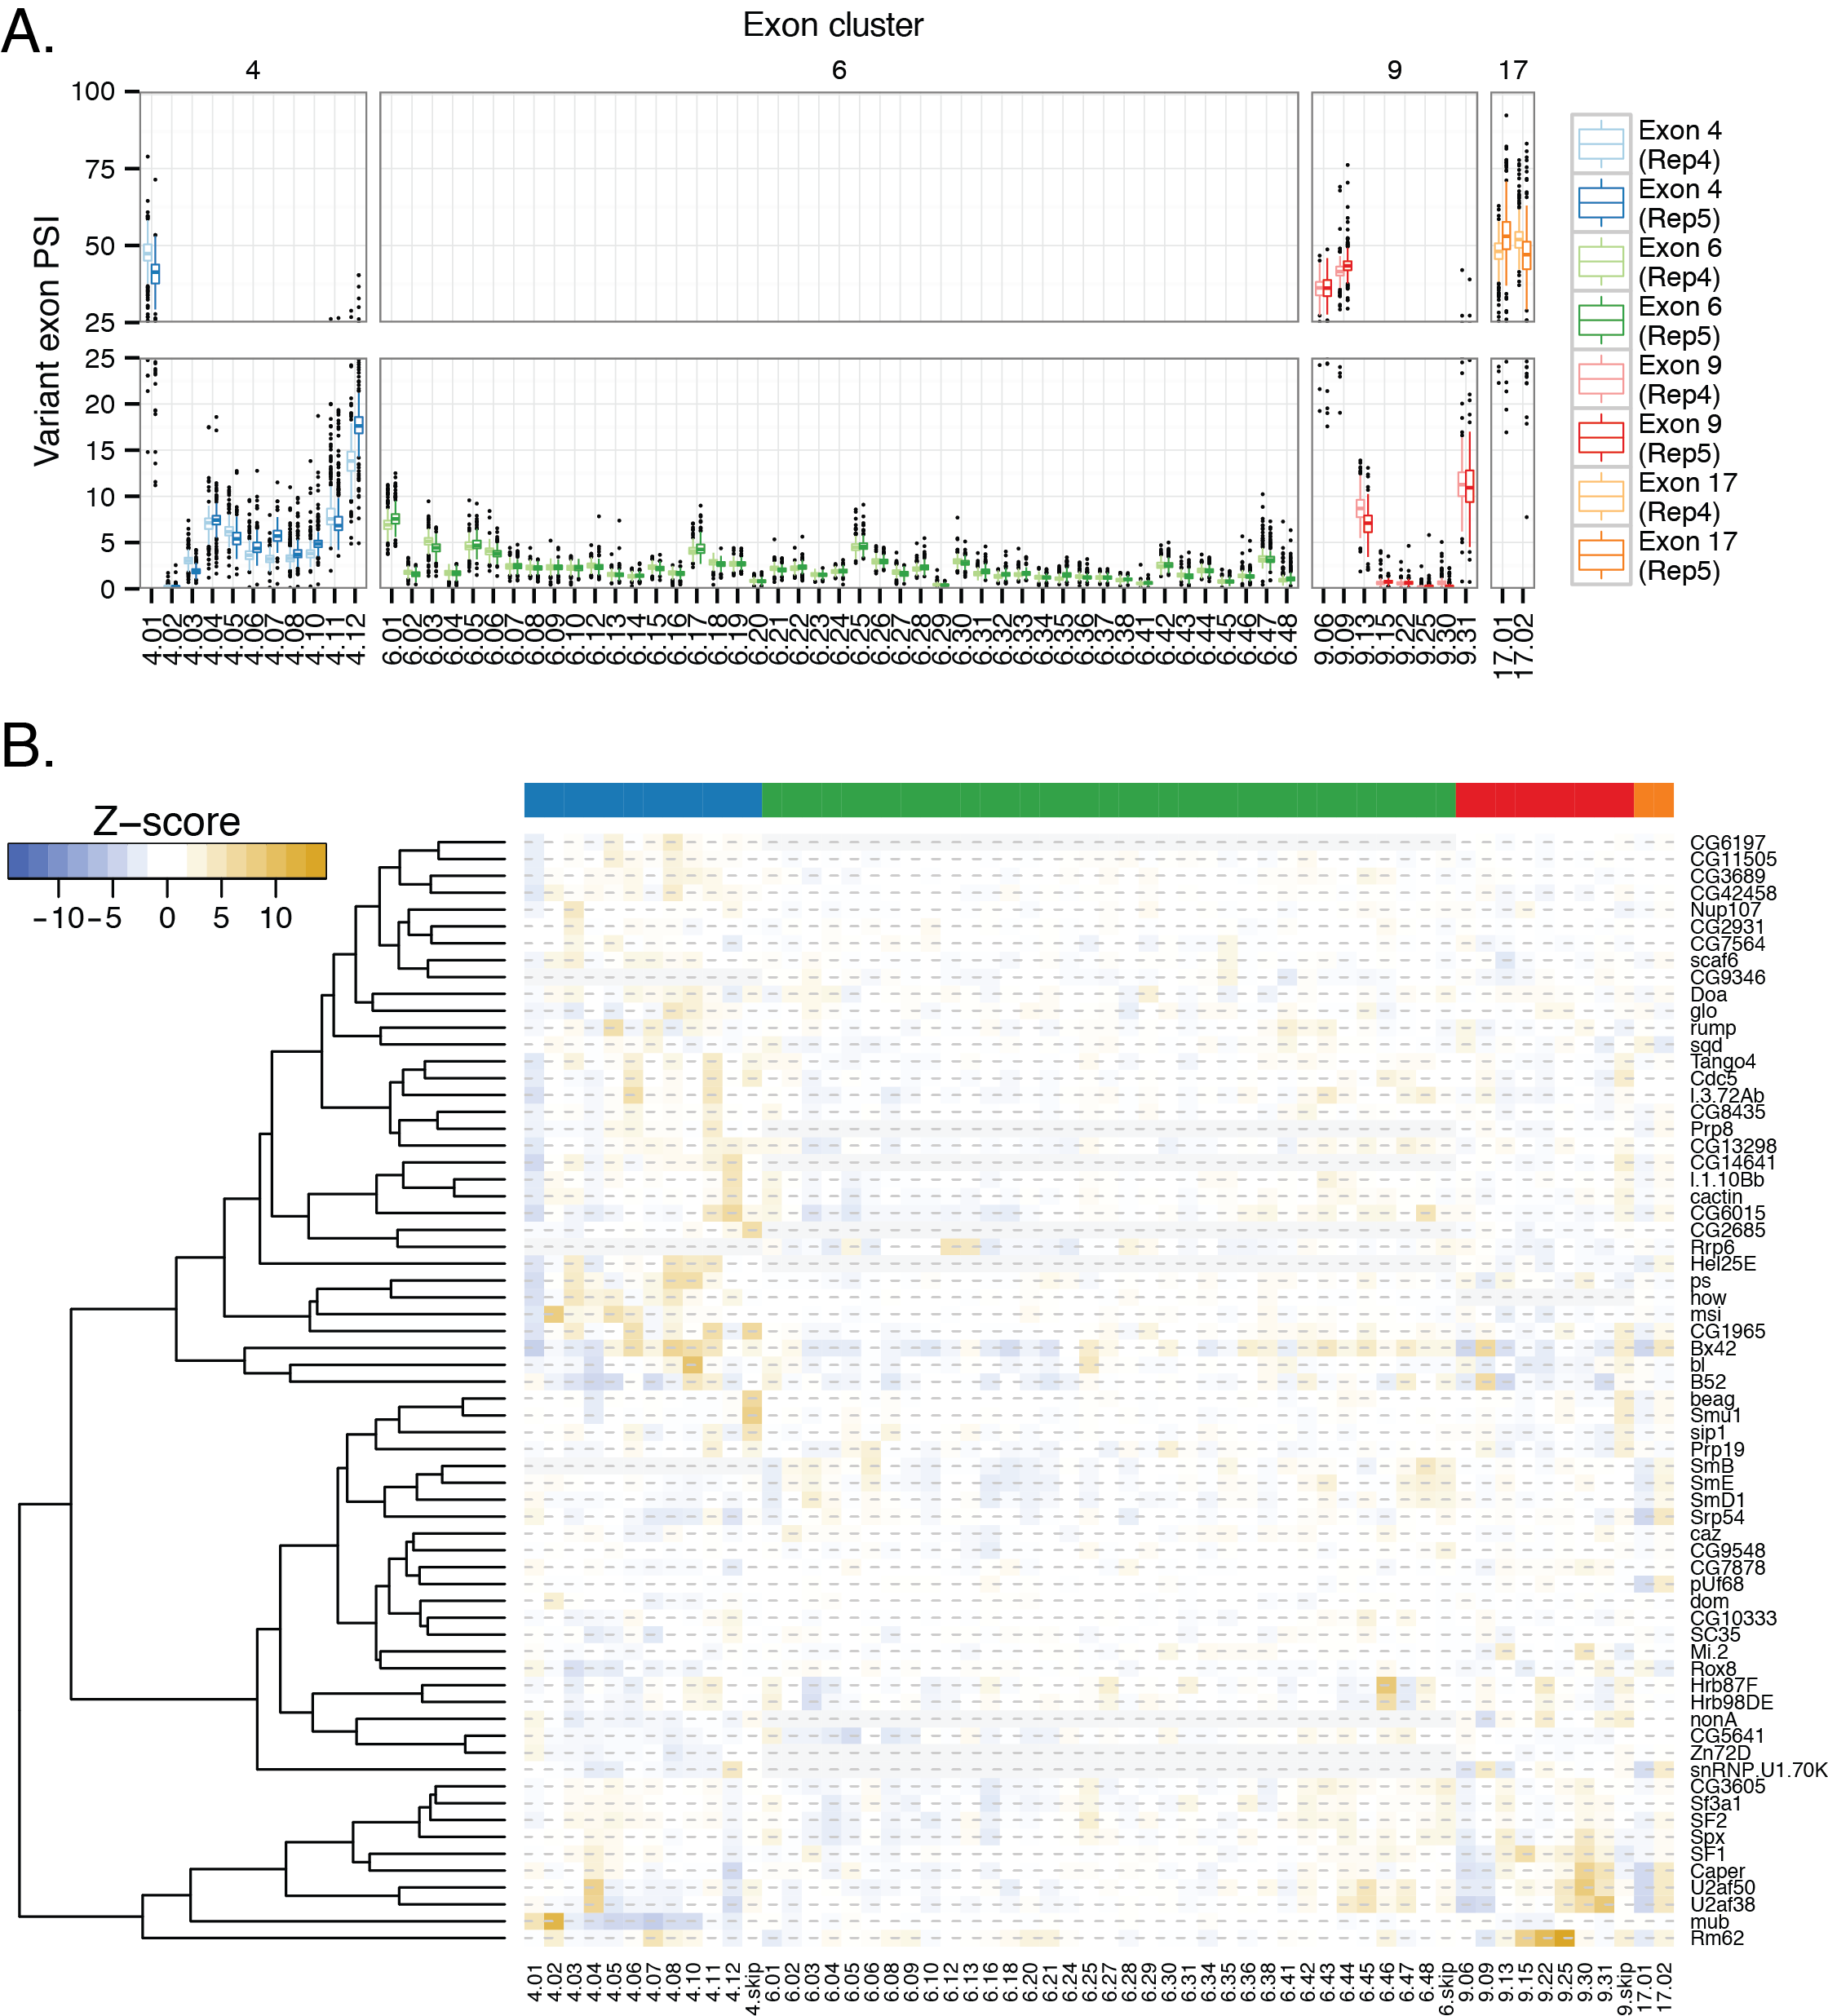 A.
Exon cluster
4
6
9
17
Variant exon PSI
100
75
50
25
25
20
15
10
5
0
4.01
4.02
4.03
4.04
4.05
4.06
4.07
4.08
4.10
4.11
4.12
6.01
6.02
6.03
6.04
6.05
6.06
6.07
6.08
6.09
6.10
6.12
6.13
6.14
6.15
6.16
6.17
6.18
6.19
6.20
6.21
6.22
6.23
6.24
6.25
6.26
6.27
6.28
6.29
6.30
6.31
6.32
6.33
6.34
6.35
6.36
6.37
6.38
6.41
6.42
6.43
6.44
6.45
6.46
6.47
6.48
9.06
9.09
9.13
9.15
9.22
9.25
9.30
9.31
17.01
17.02
Exon 4
(Rep4)
Exon 4
(Rep5)
Exon 6
(Rep4)
Exon 6
(Rep5)
Exon 9
(Rep4)
Exon 9
(Rep5)
Exon 17
(Rep4)
Exon 17
(Rep5)
B.
Z−score
−10
−5
0
5
10
CG6197
CG11505
CG3689
CG42458
Nup107
CG2931
CG7564
scaf6
CG9346
Doa
glo
rump
sqd
Tango4
Cdc5
l.3.72Ab
CG8435
Prp8
CG13298
CG14641
l.1.10Bb
cactin
CG6015
CG2685
Rrp6
Hel25E
ps
how
msi
CG1965
Bx42
bl
B52
beag
Smu1
sip1
Prp19
SmB
SmE
SmD1
Srp54
caz
CG9548
CG7878
pUf68
dom
CG10333
SC35
Mi.2
Rox8
Hrb87F
Hrb98DE
nonA
CG5641
Zn72D
snRNP.U1.70K
CG3605
Sf3a1
SF2
Spx
SF1
Caper
U2af50
U2af38
mub
Rm62
4.01
4.02
4.03
4.04
4.05
4.06
4.07
4.08
4.10
4.11
4.12
4.skip
6.01
6.02
6.03
6.04
6.05
6.06
6.08
6.09
6.10
6.12
6.13
6.16
6.18
6.20
6.21
6.24
6.25
6.27
6.28
6.29
6.30
6.31
6.34
6.35
6.36
6.38
6.41
6.42
6.43
6.44
6.45
6.46
6.47
6.48
6.skip
9.06
9.09
9.13
9.15
9.22
9.25
9.30
9.31
9.skip
17.01
17.02